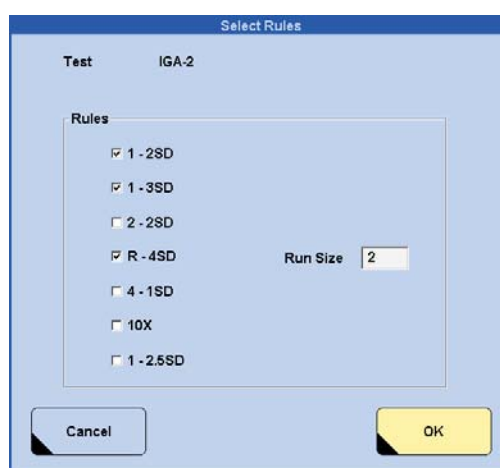 Select Rules
Test IGA-2
Rules
1 - 2SD
1 - 3SD
2 - 2SD
R - 4SD Run Size 2
4 - 1SD
10X
1 - 2.5SD
Cancel OK